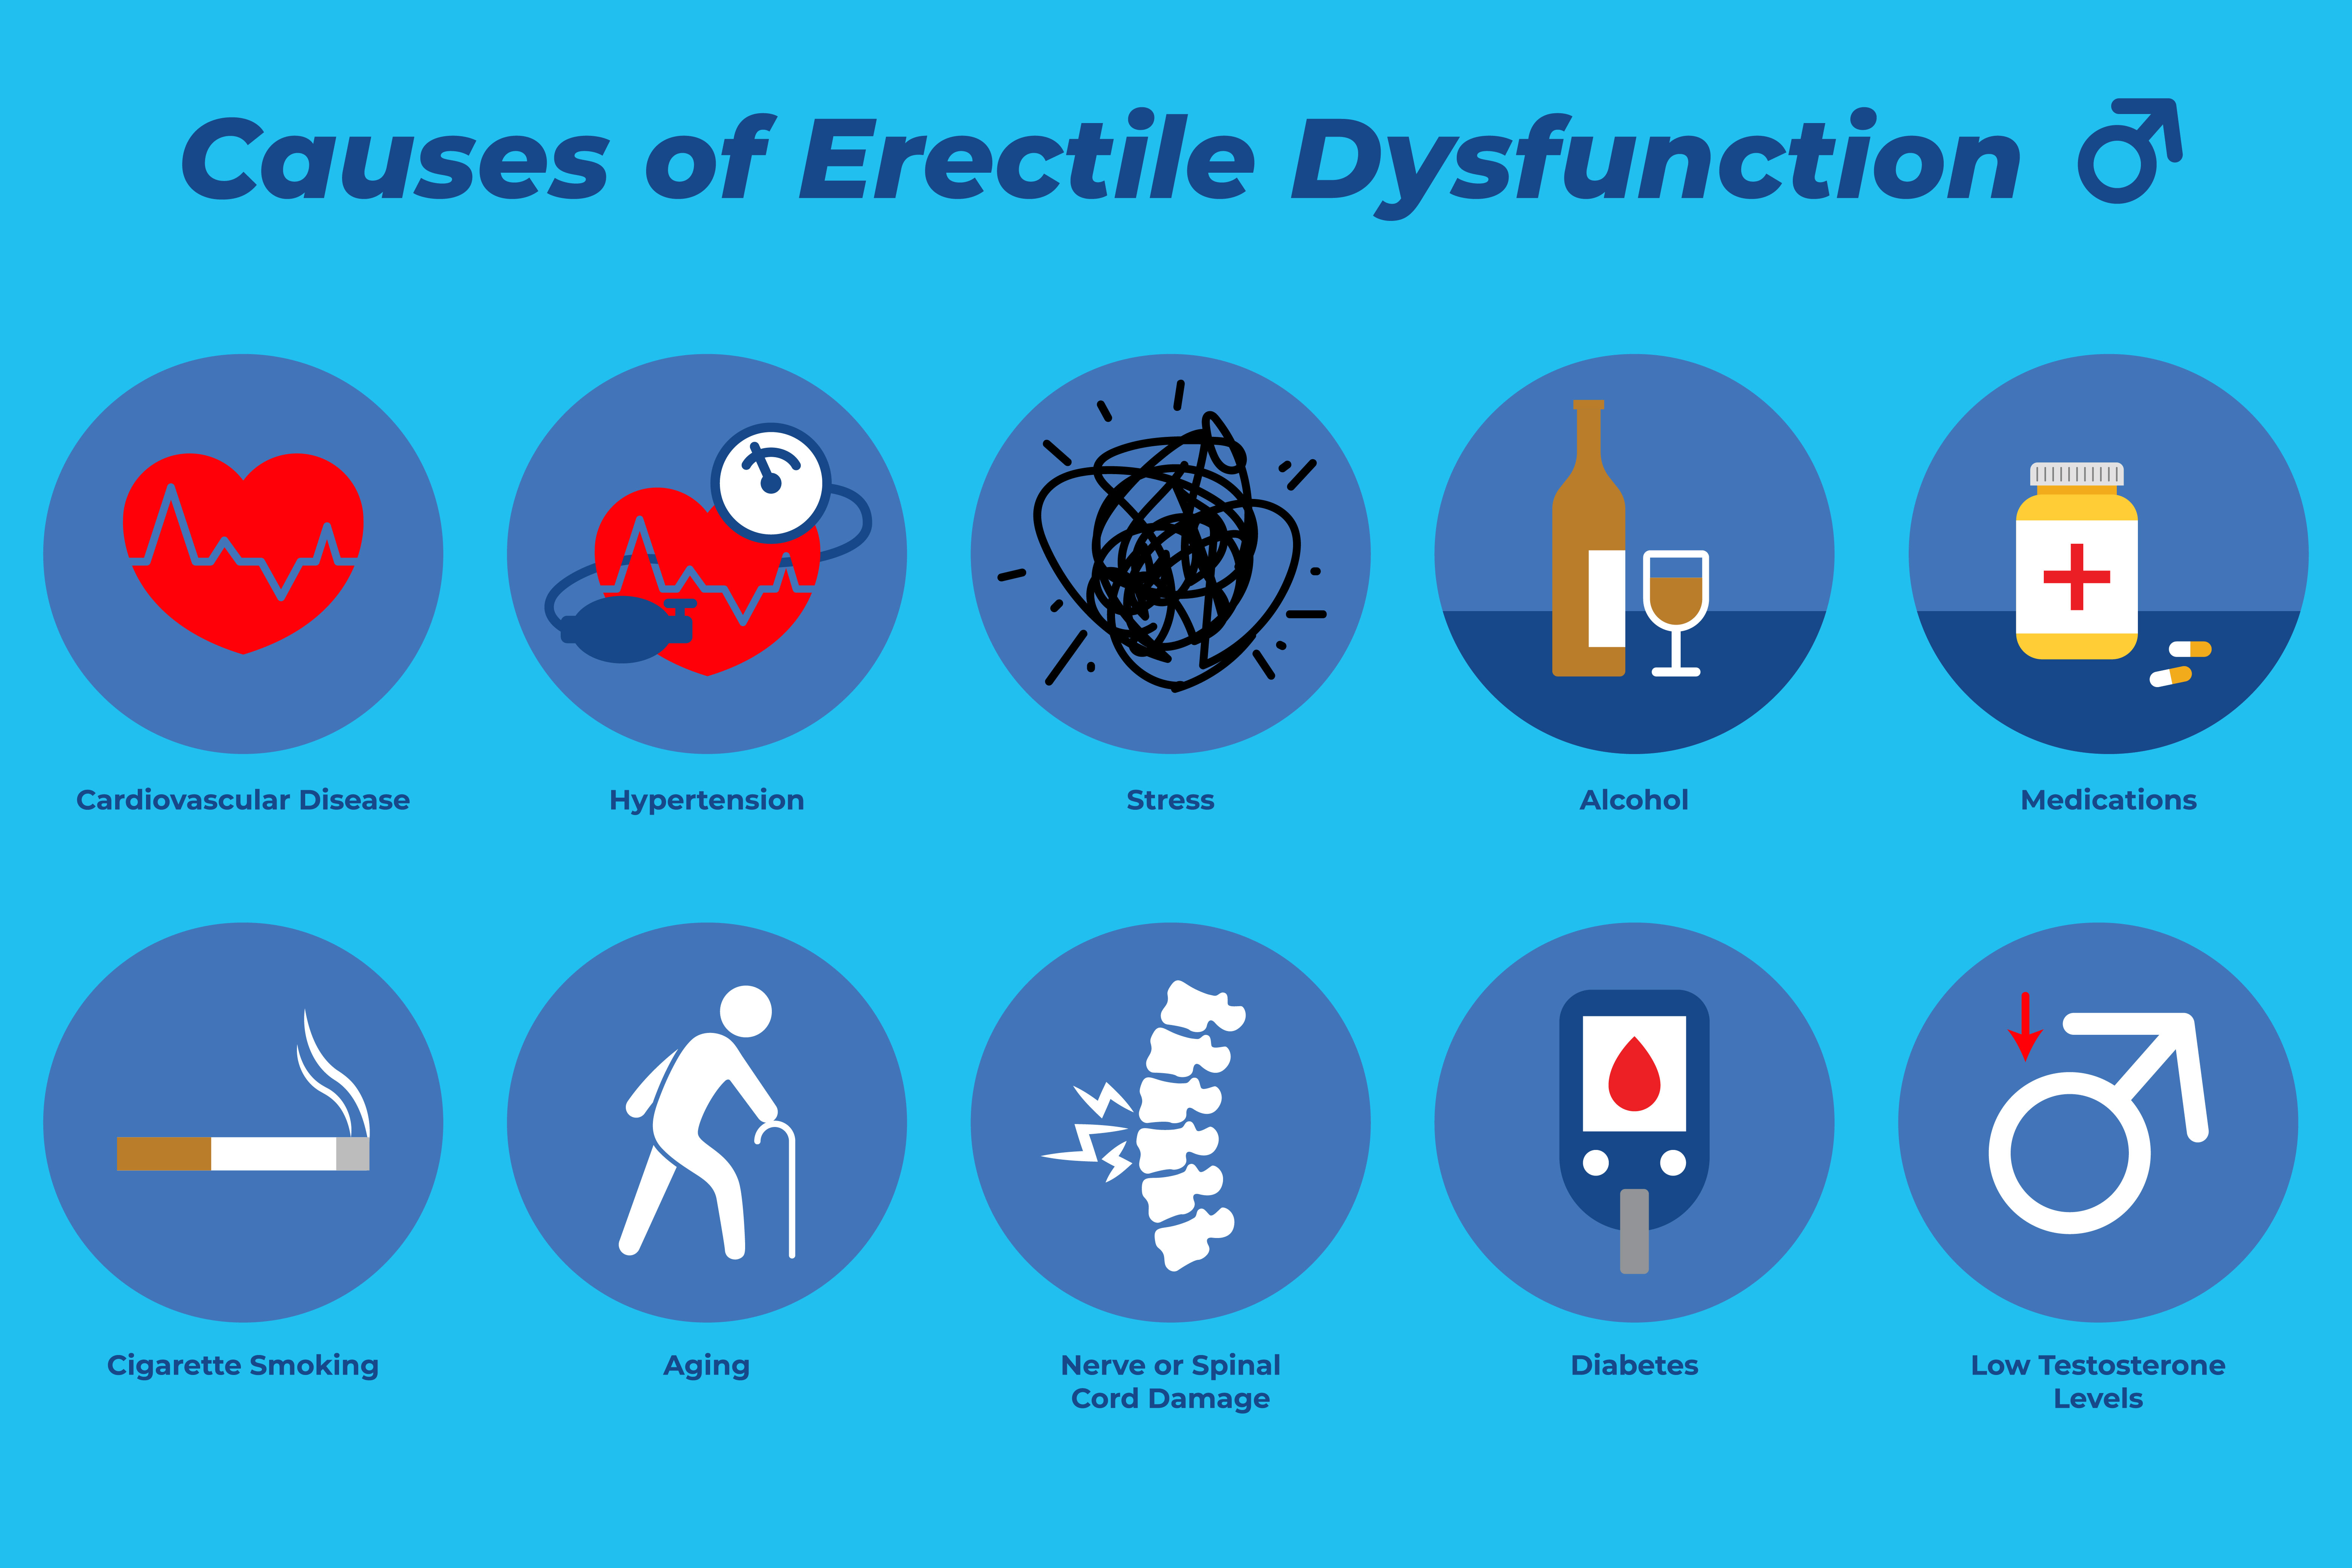 Causes of Erectile Dysfunction
Cardiovascular Disease
Hypertension
Stress
Alcohol
Medications
Cigarette Smoking
Aging
Nerve or Spinal
Cord Damage
Diabetes
Low Testosterone
Levels